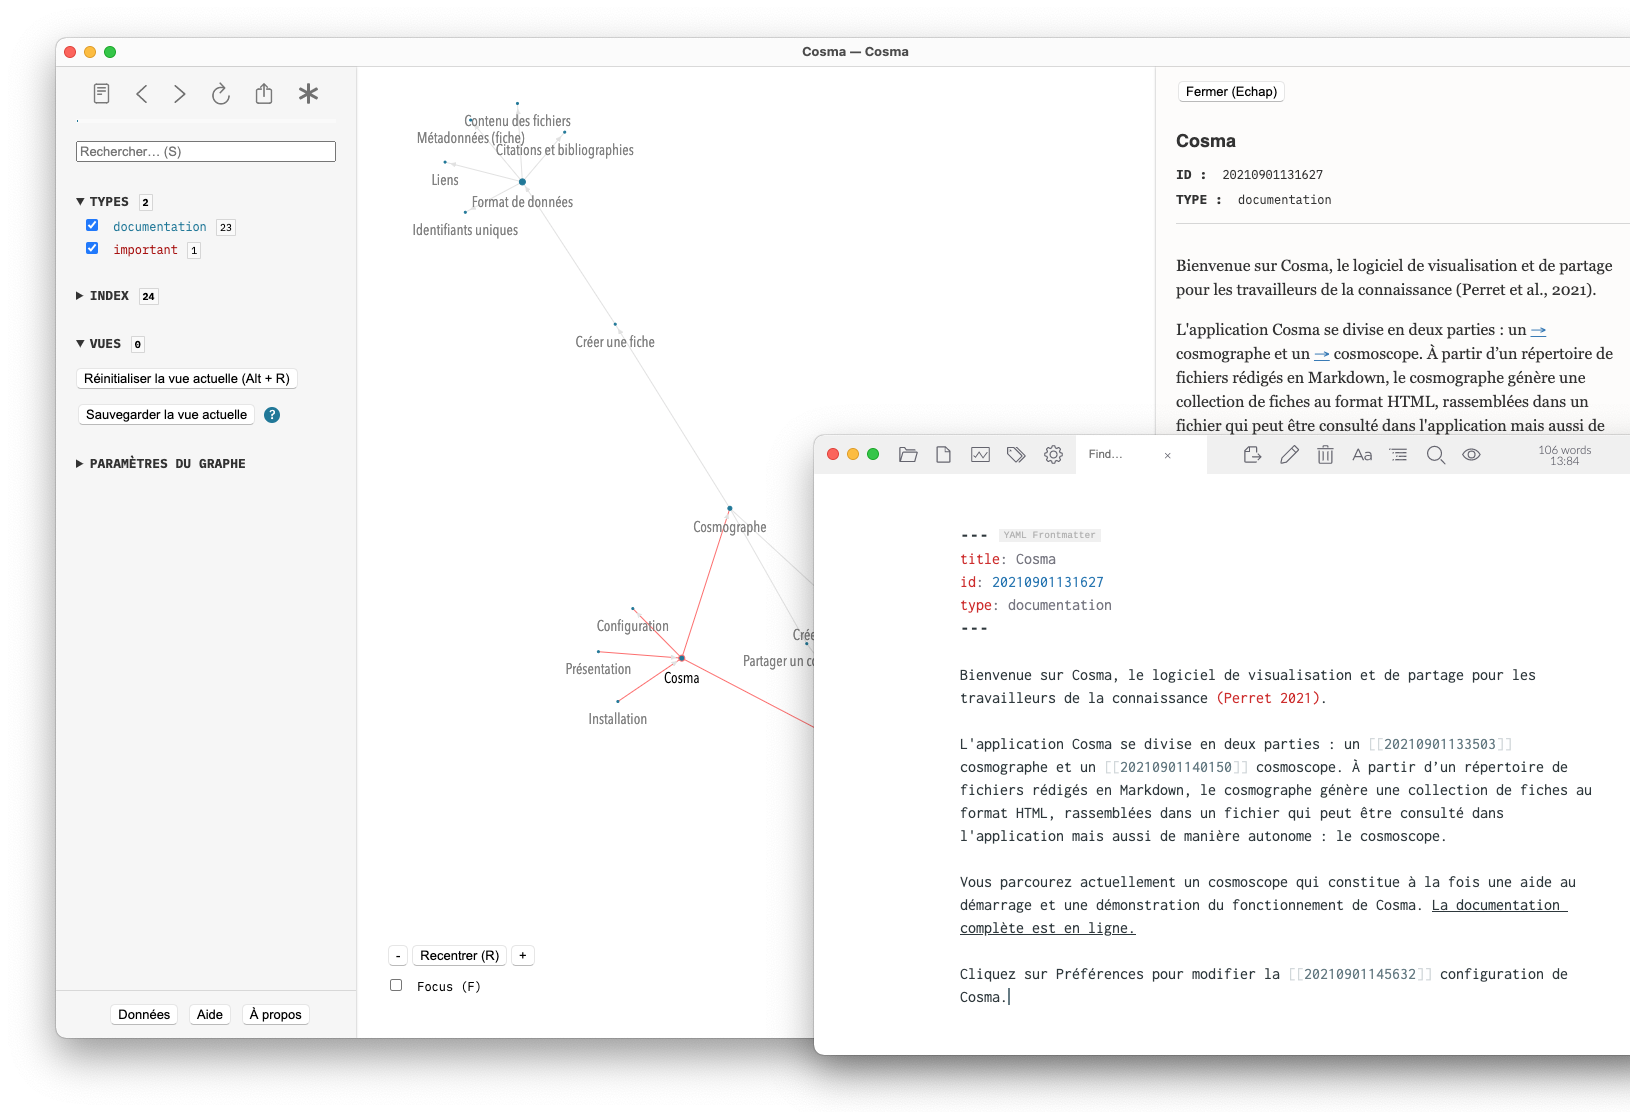 Cosma — Cosma
Rechercher… (S)
▼ TYPES 2
documentation 23
important 1
▶ INDEX 24
▼ VUES 0
Réinitialiser la vue actuelle (Alt + R)
Sauvegarder la vue actuelle ?
▶ PARAMÈTRES DU GRAPHE
Données Aide À propos
Contenu des fichiers
Métadonnées (fiche)
Citations et bibliographies
Liens
Format de données
Identifiants uniques
Créer une fiche
Cosmographe
Configuration
Crée
Présentation
Partager un co
Cosma
Installation
- Recentrer (R) +
Focus (F)
Fermer (Echap)
Cosma
ID : 20210901131627
TYPE : documentation
Bienvenue sur Cosma, le logiciel de visualisation et de partage
pour les travailleurs de la connaissance (Perret et al., 2021).
L'application Cosma se divise en deux parties : un →
cosmographe et un → cosmoscope. À partir d’un répertoire de
fichiers rédigés en Markdown, le cosmographe génère une
collection de fiches au format HTML, rassemblées dans un
fichier qui peut être consulté dans l'application mais aussi de
Find… ×
Aa
106 words
13:84
--- YAML Frontmatter
title: Cosma
id: 20210901131627
type: documentation
---
Bienvenue sur Cosma, le logiciel de visualisation et de partage pour les
travailleurs de la connaissance (Perret 2021).
L'application Cosma se divise en deux parties : un [[20210901133503]]
cosmographe et un [[20210901140150]] cosmoscope. À partir d’un répertoire de
fichiers rédigés en Markdown, le cosmographe génère une collection de fiches au
format HTML, rassemblées dans un fichier qui peut être consulté dans
l'application mais aussi de manière autonome : le cosmoscope.
Vous parcourez actuellement un cosmoscope qui constitue à la fois une aide au
démarrage et une démonstration du fonctionnement de Cosma. La documentation
complète est en ligne.
Cliquez sur Préférences pour modifier la [[20210901145632]] configuration de
Cosma.